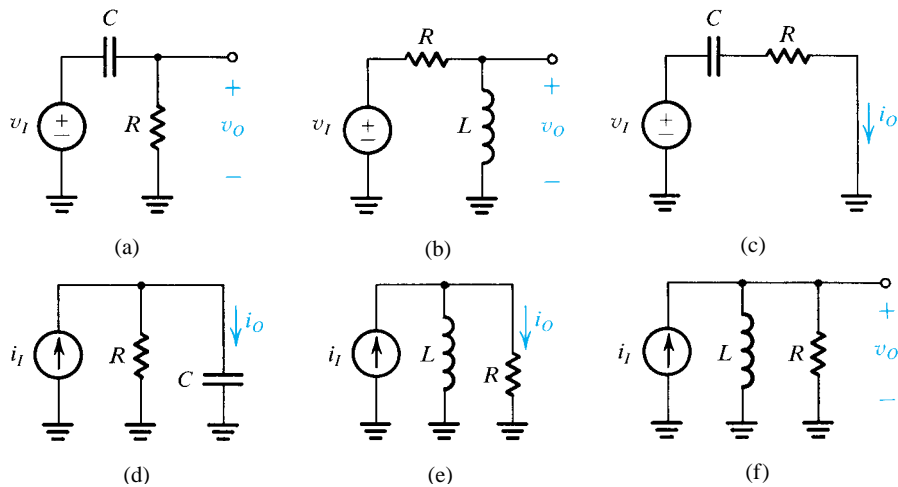 C
R
v_I
+
−
R
+
v_O
−
(a)
R
v_I
+
−
L
+
v_O
−
(b)
C
R
v_I
+
−
i_O
(c)
i_I
R
C
i_O
(d)
i_I
L
R
i_O
(e)
i_I
L
R
+
v_O
−
(f)